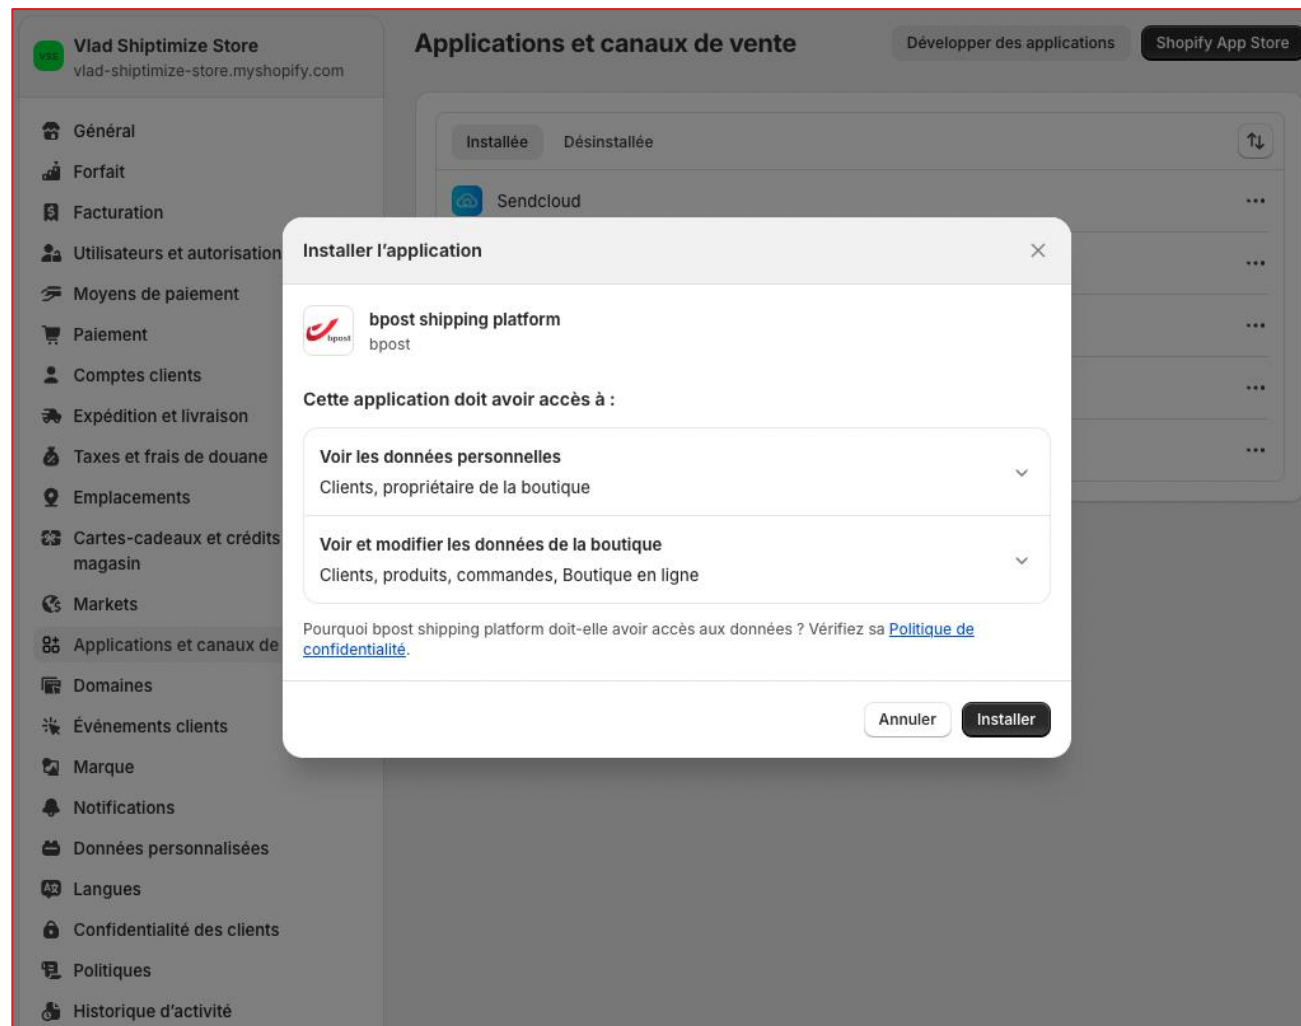 VSS
Vlad Shiptimize Store
vlad-shiptimize-store.myshopify.com
Général
Forfait
Facturation
Utilisateurs et autorisation
Moyens de paiement
Paiement
Comptes clients
Expédition et livraison
Taxes et frais de douane
Emplacements
Cartes-cadeaux et crédits
magasin
Markets
Applications et canaux de
Domaines
Événements clients
Marque
Notifications
Données personnalisées
Langues
Confidentialité des clients
Politiques
Historique d’activité
Applications et canaux de vente
Développer des applications
Shopify App Store
Installée
Désinstallée
Sendcloud
Installer l’application
bpost
bpost shipping platform
bpost
Cette application doit avoir accès à :
Voir les données personnelles
Clients, propriétaire de la boutique
Voir et modifier les données de la boutique
Clients, produits, commandes, Boutique en ligne
Pourquoi bpost shipping platform doit-elle avoir accès aux données ? Vérifiez sa Politique de
confidentialité.
Annuler
Installer